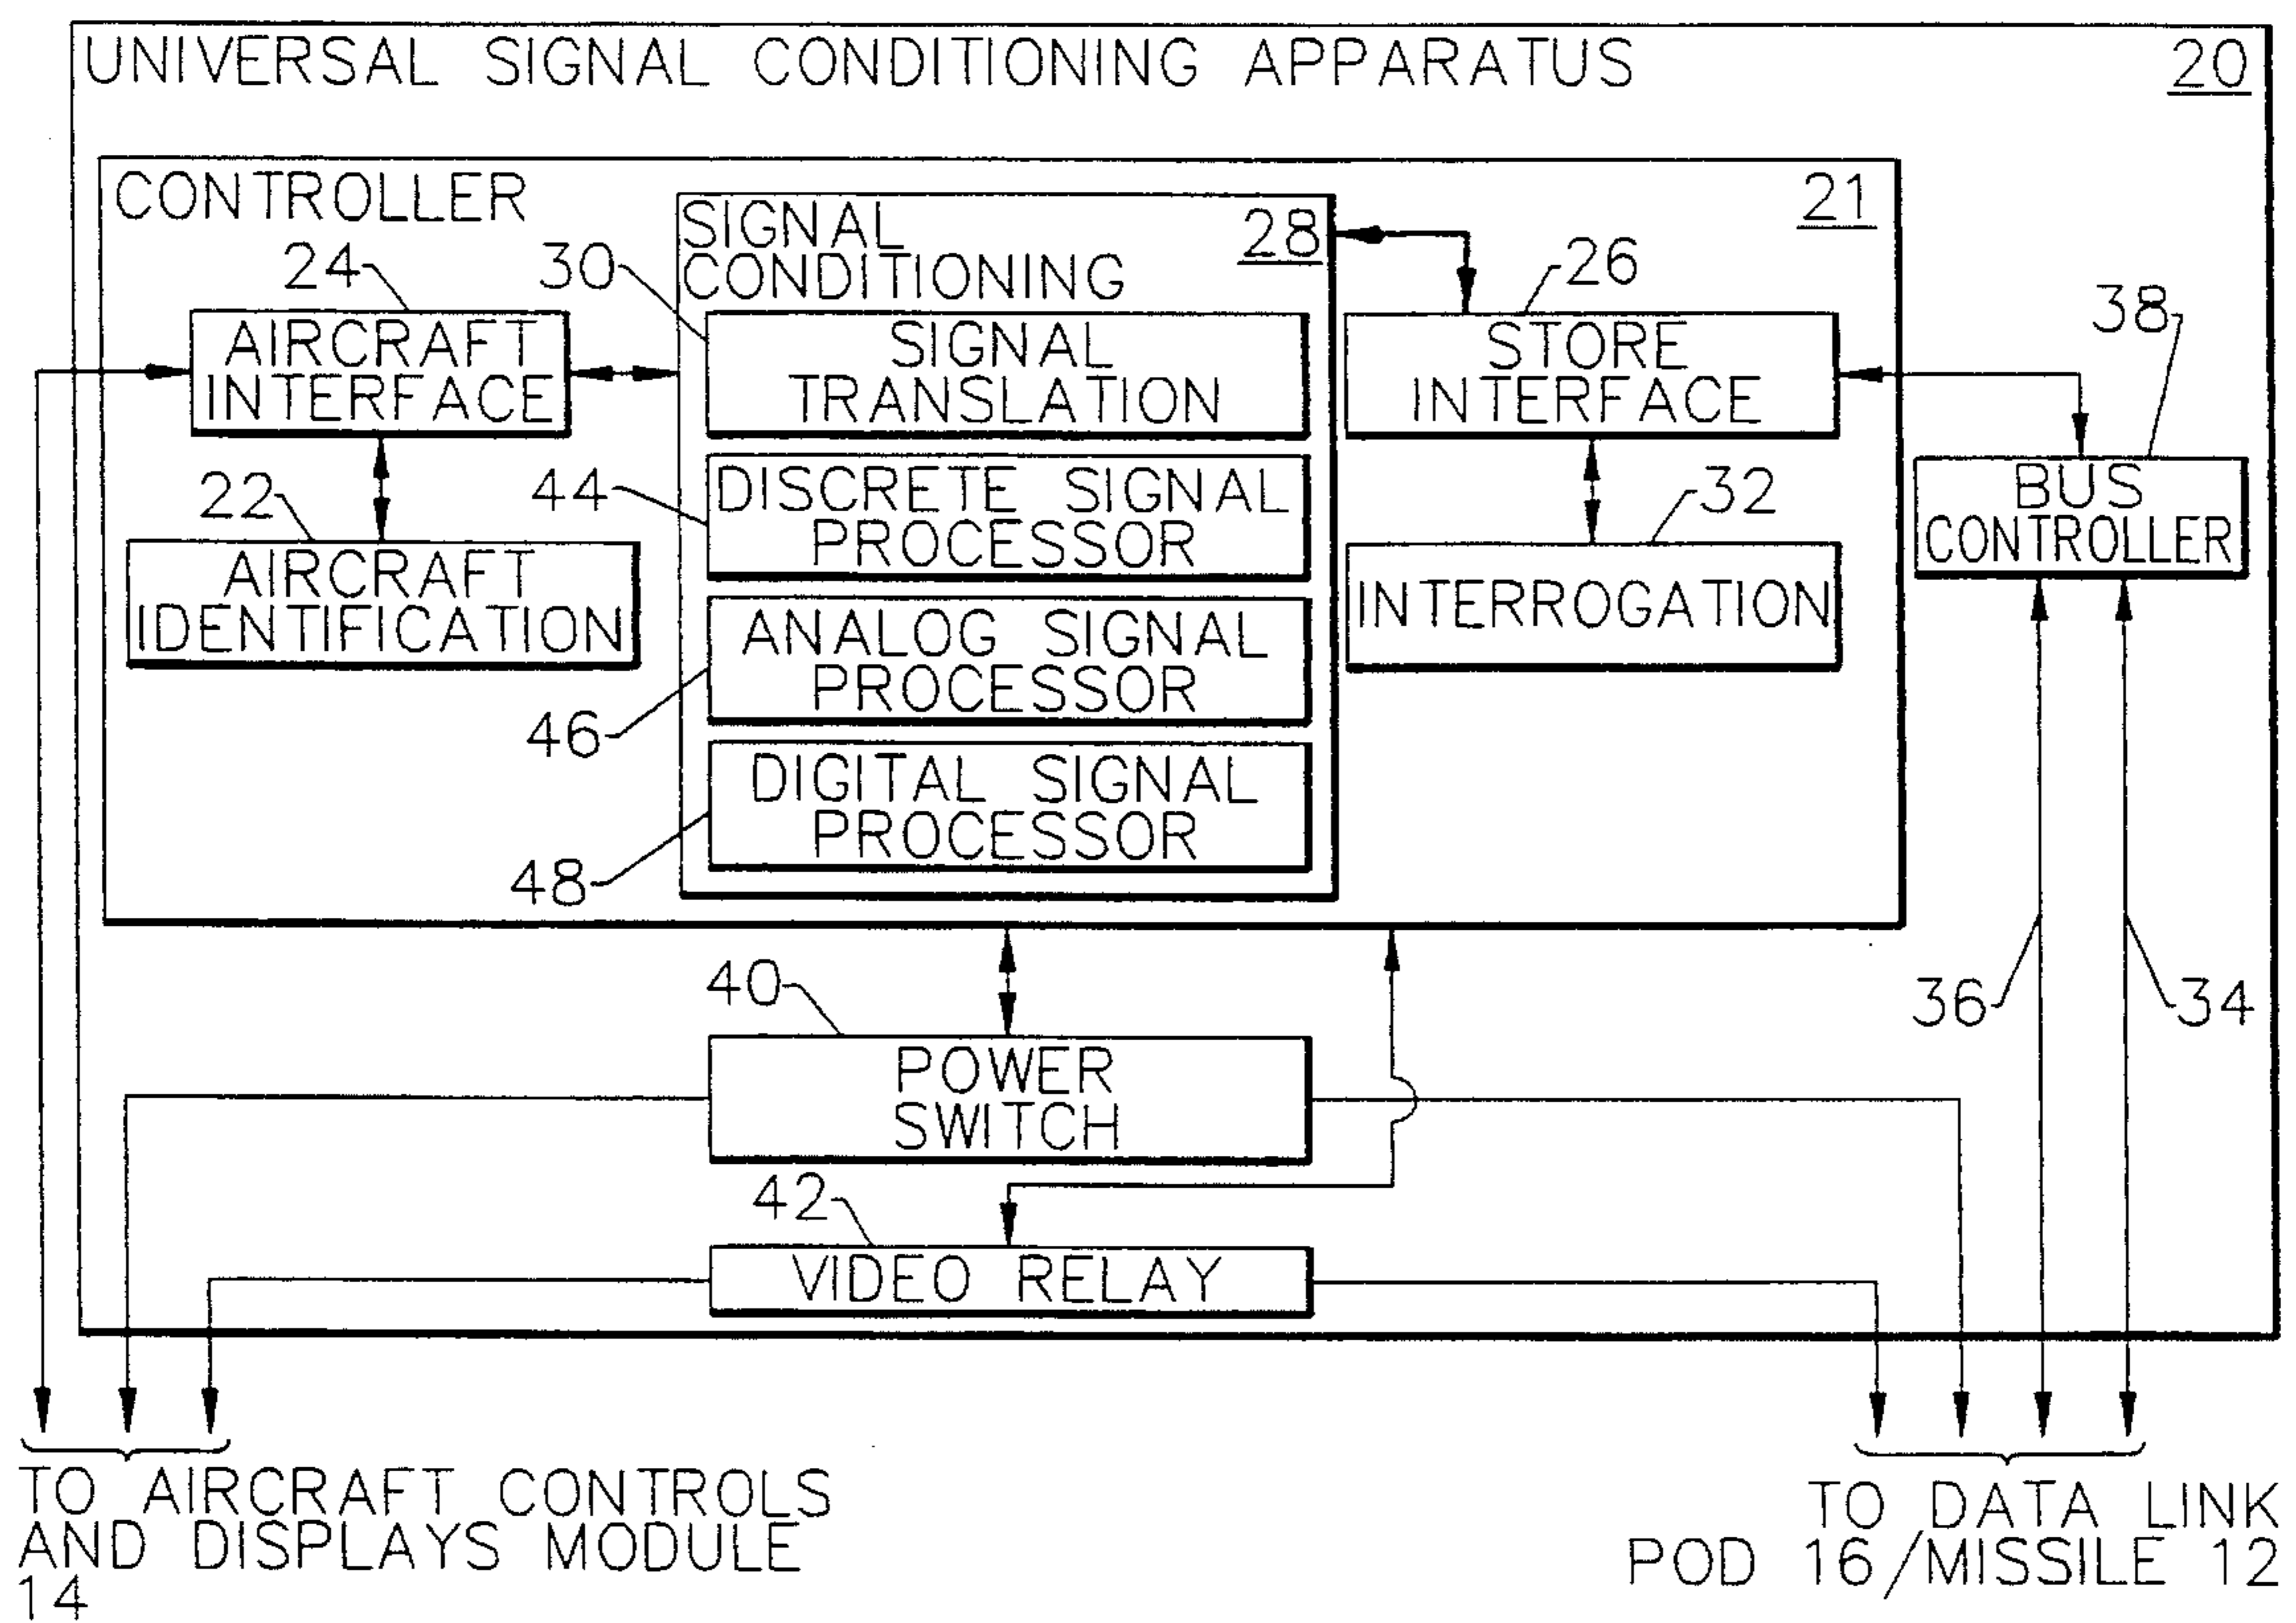 UNIVERSAL SIGNAL CONDITIONING APPARATUS 20
CONTROLLER 21
SIGNAL
CONDITIONING
28
24
AIRCRAFT
INTERFACE
22
AIRCRAFT
IDENTIFICATION
30
SIGNAL
TRANSLATION
44
DISCRETE SIGNAL
PROCESSOR
46
ANALOG SIGNAL
PROCESSOR
48
DIGITAL SIGNAL
PROCESSOR
26
STORE
INTERFACE
32
INTERROGATION
38
BUS
CONTROLLER
36
34
40
POWER
SWITCH
42
VIDEO RELAY
TO AIRCRAFT CONTROLS
AND DISPLAYS MODULE
14
TO DATA LINK
POD 16/MISSILE 12